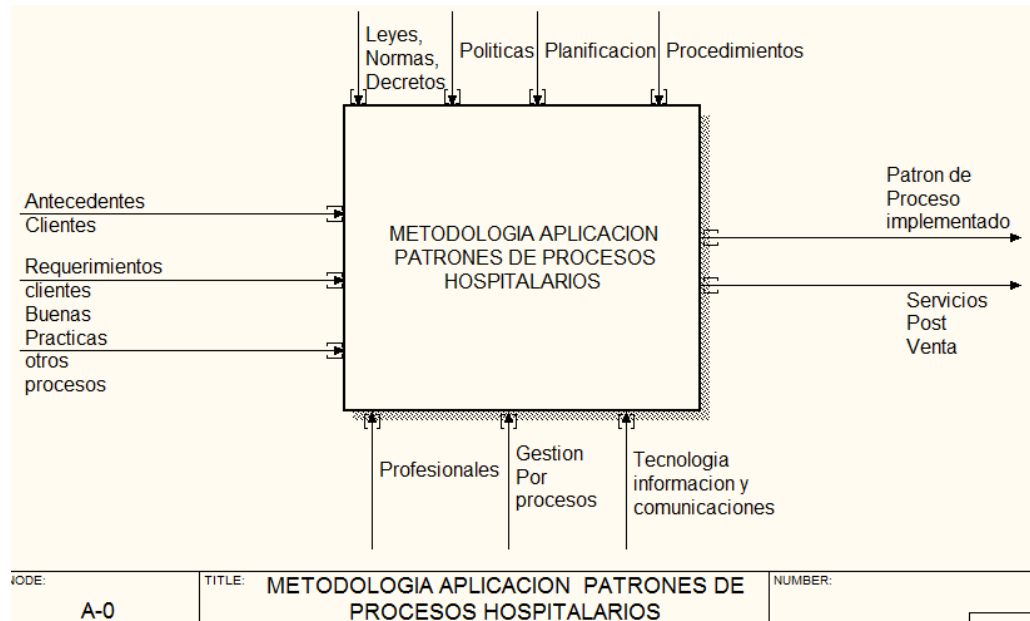 Leyes,
Normas,
Decretos
Politicas
Planificacion
Procedimientos
Antecedentes
Clientes
Requerimientos
clientes
Buenas
Practicas
otros
procesos
METODOLOGIA APLICACION
PATRONES DE PROCESOS
HOSPITALARIOS
Patron de
Proceso
implementado
Servicios
Post
Venta
Profesionales
Gestion
Por
procesos
Tecnologia
informacion y
comunicaciones
NODE:
A-0
TITLE:
METODOLOGIA APLICACION PATRONES DE
PROCESOS HOSPITALARIOS
NUMBER: